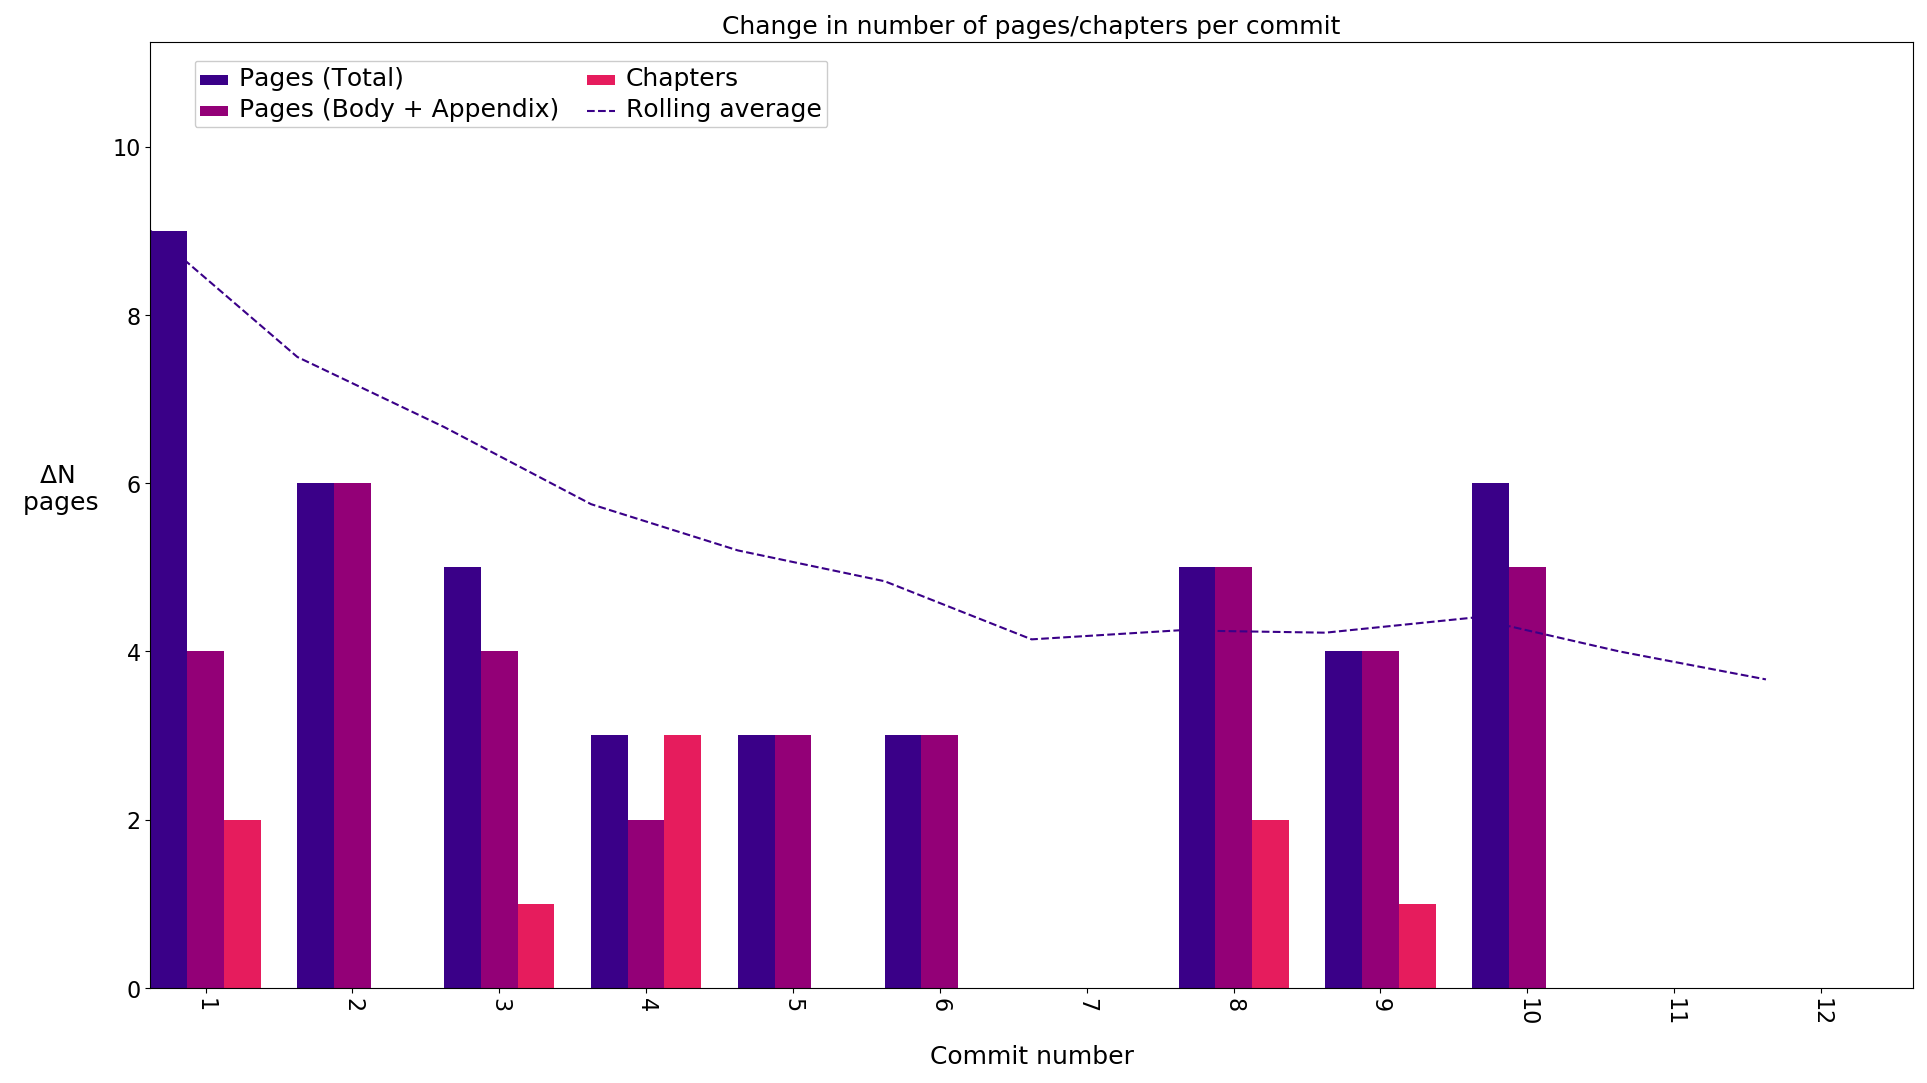 Change in number of pages/chapters per commit
Pages (Total)
Pages (Body + Appendix)
Chapters
Rolling average
10
8
6
4
2
0
ΔN
pages
1
2
3
4
5
6
7
8
9
10
11
12
Commit number